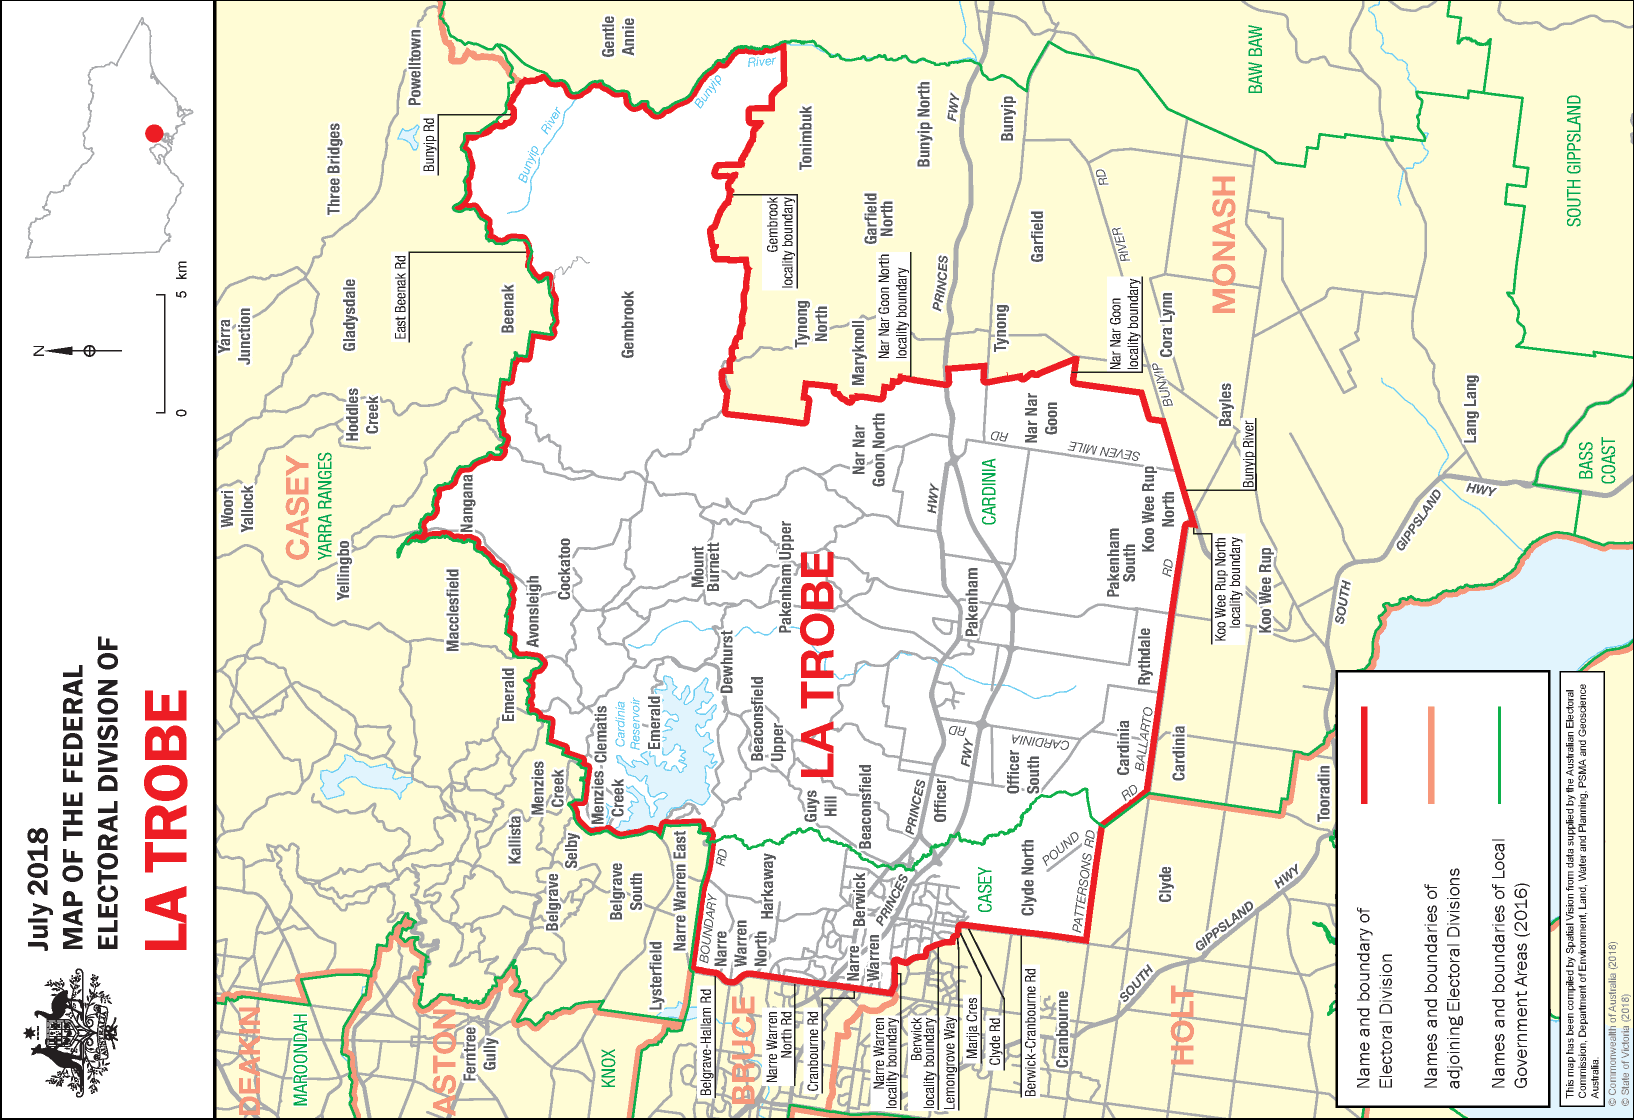 July 2018
MAP OF THE FEDERAL
ELECTORAL DIVISION OF
LA TROBE
N
0
5 km
Powelltown
Gentle
Annie
Three Bridges
Bunyip Rd
Bunyip
River
Bunyip
River
Yarra
Junction
Gladysdale
East Beenak Rd
Beenak
Gembrook
Gembrook
locality boundary
Tonimbuk
Bunyip North
FWY
Bunyip
BAW BAW
SOUTH GIPPSLAND
Garfield
North
Garfield
RD
RIVER
MONASH
Tynong
North
Maryknoll
Nar Nar Goon North
locality boundary
PRINCES
Tynong
Nar Nar Goon
locality boundary
Cora Lynn
BUNYIP
Bayles
Bunyip River
Lang Lang
BASS
COAST
Hoddles
Creek
Woori
Yallock
CASEY
YARRA RANGES
Yellingbo
Nangana
Macclesfield
Avonsleigh
Cockatoo
Mount
Burnett
Pakenham Upper
Nar Nar
Goon North
HWY
CARDINIA
RD
Nar Nar
Goon
SEVEN MILE
Koo Wee Rup
North
Pakenham
South
RD
Koo Wee Rup North
locality boundary
Koo Wee Rup
GIPPSLAND
HWY
SOUTH
Pakenham
LA TROBE
Dewhurst
Emerald
Emerald
Clematis
Cardinia
Reservoir
Menzies
Creek
Menzies
Creek
Beaconsfield
Upper
Guys
Hill
Beaconsfield
PRINCES
Officer
RD
FWY
CARDINIA
Officer
South
Rythdale
Cardinia
BALLARTO
RD
Cardinia
Tooradin
Kallista
Selby
Belgrave
Belgrave
South
Narre Warren East
RD
BOUNDARY
Harkaway
Narre
Warren
North
Berwick
PRINCES
Narre
Warren
CASEY
Clyde North
POUND
PATTERSONS RD
Clyde
HWY
GIPPSLAND
SOUTH
Lysterfield
DEAKIN
MAROONDAH
ASTON
Ferntree
Gully
KNOX
Belgrave-Hallam Rd
BRUCE
Narre Warren
North Rd
Cranbourne Rd
Narre Warren
locality boundary
Berwick
locality boundary
Lemongrove Way
Marija Cres
Clyde Rd
Berwick-Cranbourne Rd
Cranbourne
HOLT
Name and boundary of
Electoral Division
Names and boundaries of
adjoining Electoral Divisions
Names and boundaries of Local
Government Areas (2016)
This map has been compiled by Spatial Vision from data supplied by the Australian Electoral
Commission, Department of Environment, Land, Water and Planning, PSMA and Geoscience
Australia.
© Commonwealth of Australia (2018)
© State of Victoria (2018)